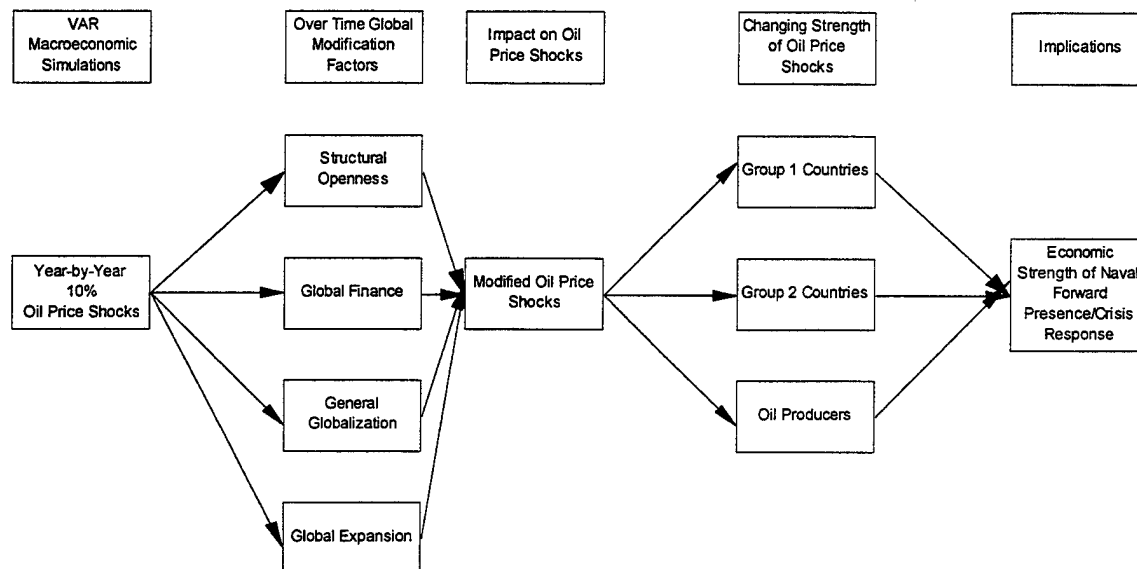 VAR
Macroeconomic
Simulations
Over Time Global
Modification
Factors
Impact on Oil
Price Shocks
Changing Strength
of Oil Price
Shocks
Implications
Year-by-Year
10%
Oil Price Shocks
Structural
Openness
Global Finance
General
Globalization
Global Expansion
Modified Oil Price
Shocks
Group 1 Countries
Group 2 Countries
Oil Producers
Economic
Strength of Naval
Forward
Presence/Crisis
Response